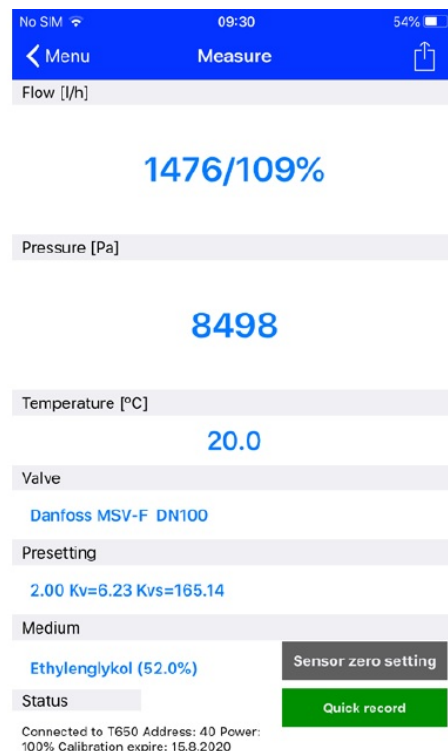 No SIM 09:30 54%
Menu Measure
Flow [l/h]
1476/109%
Pressure [Pa]
8498
Temperature [°C]
20.0
Valve
Danfoss MSV-F DN100
Presetting
2.00 Kv=6.23 Kvs=165.14
Medium
Ethylenglykol (52.0%)
Sensor zero setting
Status
Quick record
Connected to T650 Address: 40 Power:
100% Calibration expire: 15.8.2020